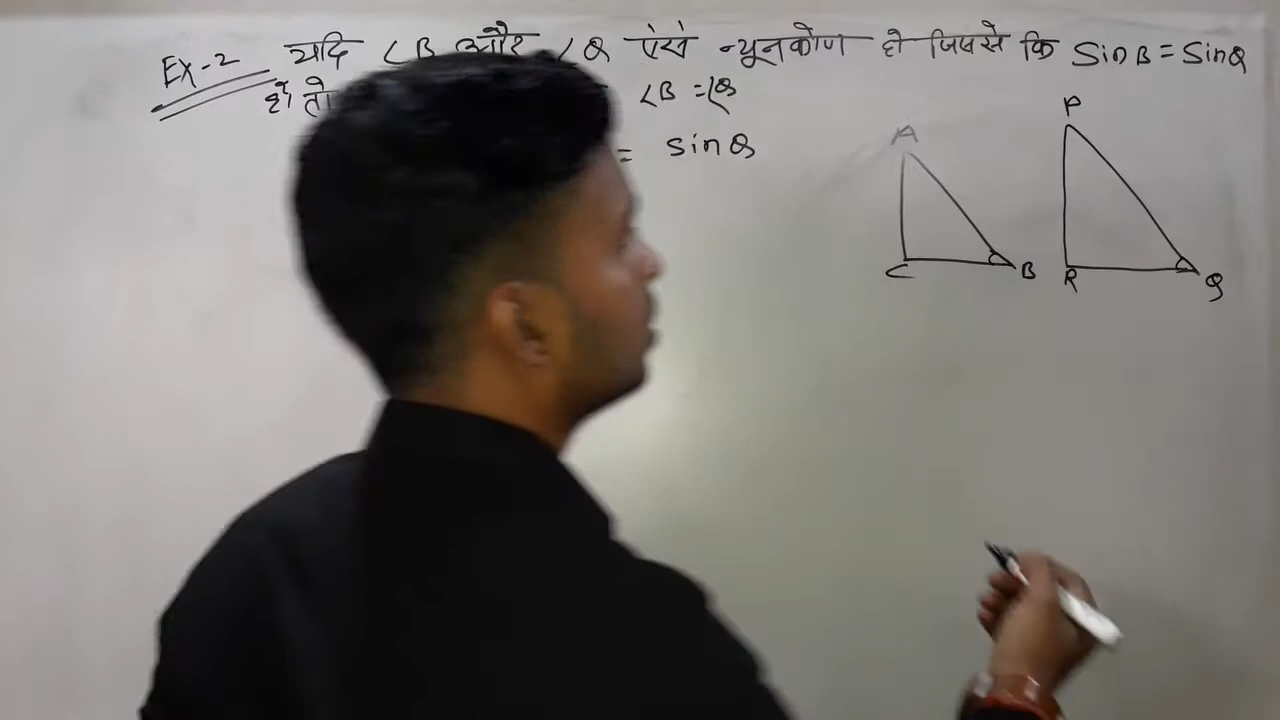 Ex-2 यदि ∠B और ∠Q ऐसे न्यूनकोण हो जिससे कि SinB = SinQ
हो तो ∠B = ∠Q
= sinQ
A
C
B
P
R
Q